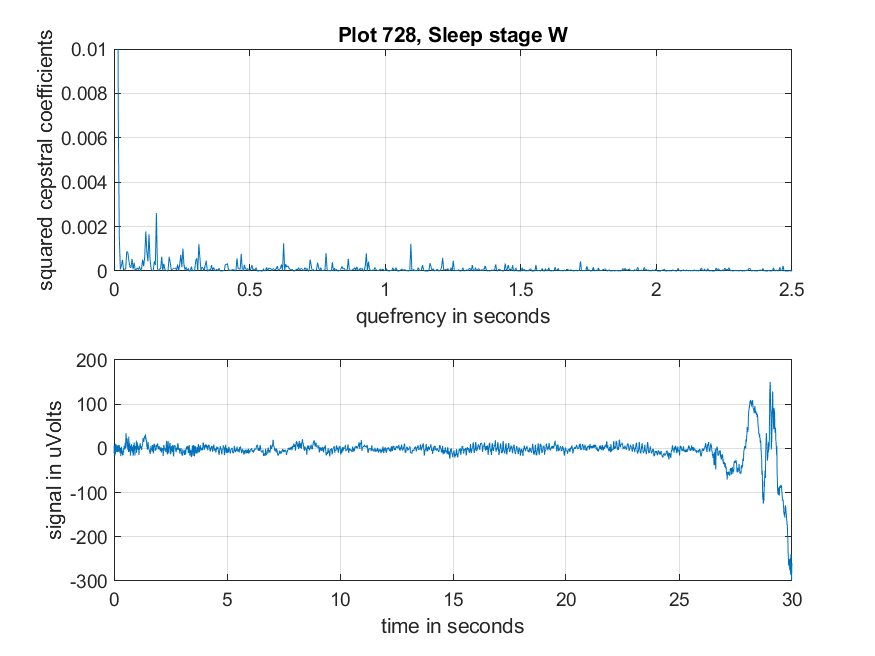 Plot 728, Sleep stage W
squared cepstral coefficients
0.01
0.008
0.006
0.004
0.002
0
0 0.5 1 1.5 2 2.5
quefrency in seconds
signal in uVolts
200
100
0
-100
-200
-300
0 5 10 15 20 25 30
time in seconds